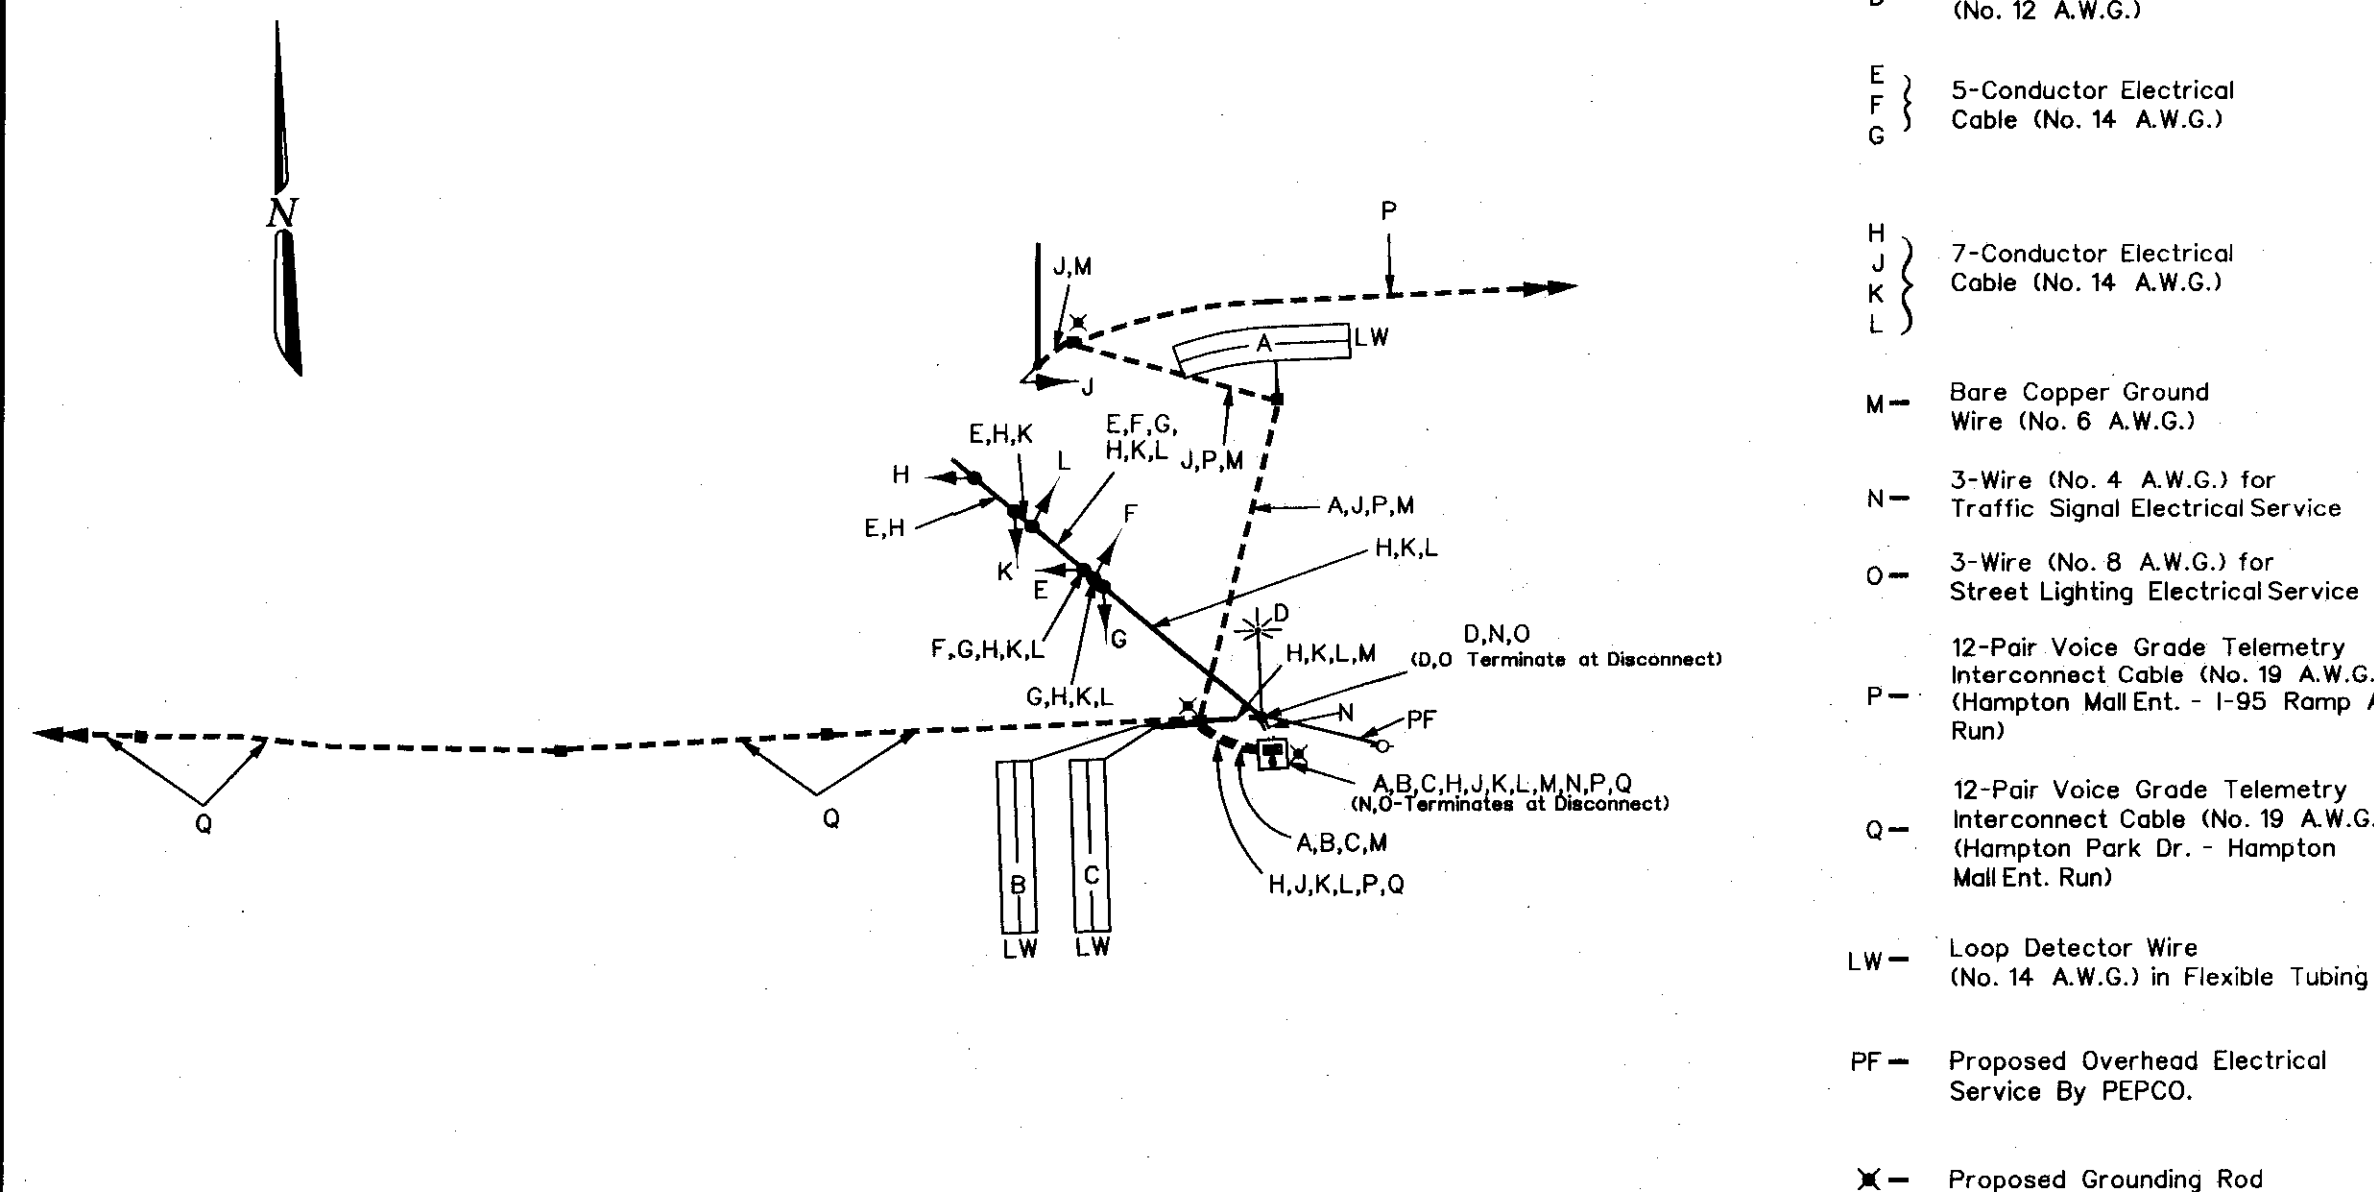 N
P
J,M
A
LW
J
E,H,K
E,F,G,
H,K,L
J,P,M
L
H
E,H
F
A,J,P,M
H,K,L
K
E
G
D
F,G,H,K,L
H,K,L,M
D,N,O
(D,O Terminate at Disconnect)
G,H,K,L
N
PF
Q
Q
A,B,C,H,J,K,L,M,N,P,Q
(N,O-Terminates at Disconnect)
A,B,C,M
H,J,K,L,P,Q
B
C
LW
LW
(No. 12 A.W.G.)
E
F
G
5-Conductor Electrical
Cable (No. 14 A.W.G.)
H
J
K
L
7-Conductor Electrical
Cable (No. 14 A.W.G.)
M-
Bare Copper Ground
Wire (No. 6 A.W.G.)
N-
3-Wire (No. 4 A.W.G.) for
Traffic Signal Electrical Service
O-
3-Wire (No. 8 A.W.G.) for
Street Lighting Electrical Service
P-
12-Pair Voice Grade Telemetry
Interconnect Cable (No. 19 A.W.G.
(Hampton Mall Ent. - I-95 Ramp
Run)
Q-
12-Pair Voice Grade Telemetry
Interconnect Cable (No. 19 A.W.G.
(Hampton Park Dr. - Hampton
Mall Ent. Run)
LW-
Loop Detector Wire
(No. 14 A.W.G.) in Flexible Tubing
PF-
Proposed Overhead Electrical
Service By PEPCO.
Proposed Grounding Rod